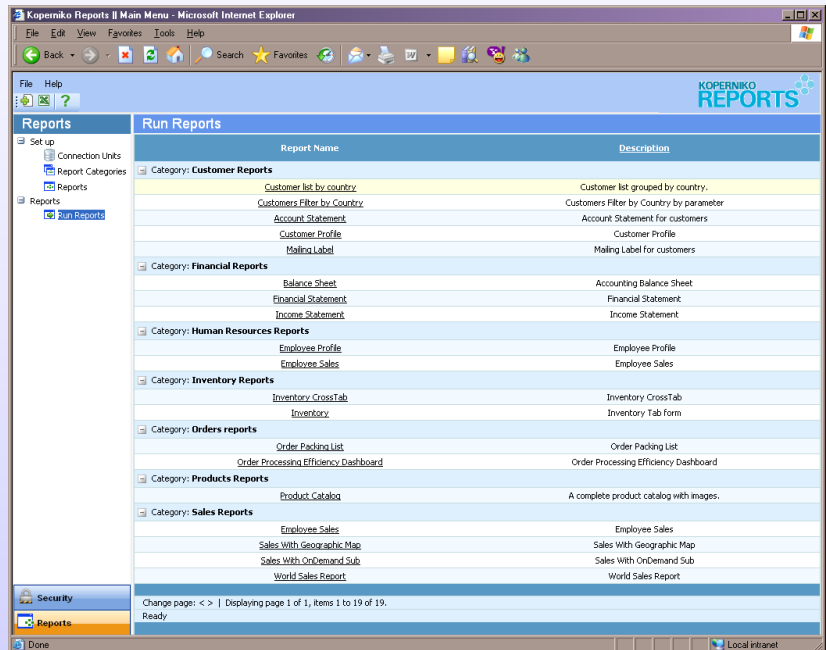 Koperniko Reports || Main Menu - Microsoft Internet Explorer
File Edit View Favorites Tools Help
Back Search Favorites
File Help
KOPERNIKO
REPORTS
Reports
Set up
Connection Units
Report Categories
Reports
Reports
Run Reports
Security
Reports
Run Reports
Report Name Description
Category: Customer Reports
Customer list by country Customer list grouped by country.
Customers Filter by Country Customers Filter by Country by parameter
Account Statement Account Statement for customers
Customer Profile Customer Profile
Mailing Label Mailing Label for customers
Category: Financial Reports
Balance Sheet Accounting Balance Sheet
Financial Statement Financial Statement
Income Statement Income Statement
Category: Human Resources Reports
Employee Profile Employee Profile
Employee Sales Employee Sales
Category: Inventory Reports
Inventory CrossTab Inventory CrossTab
Inventory Inventory Tab form
Category: Orders reports
Order Packing List Order Packing List
Order Processing Efficiency Dashboard Order Processing Efficiency Dashboard
Category: Products Reports
Product Catalog A complete product catalog with images.
Category: Sales Reports
Employee Sales Employee Sales
Sales With Geographic Map Sales With Geographic Map
Sales With OnDemand Sub Sales With OnDemand Sub
World Sales Report World Sales Report
Change page: < > | Displaying page 1 of 1, items 1 to 19 of 19.
Ready
Done Local intranet